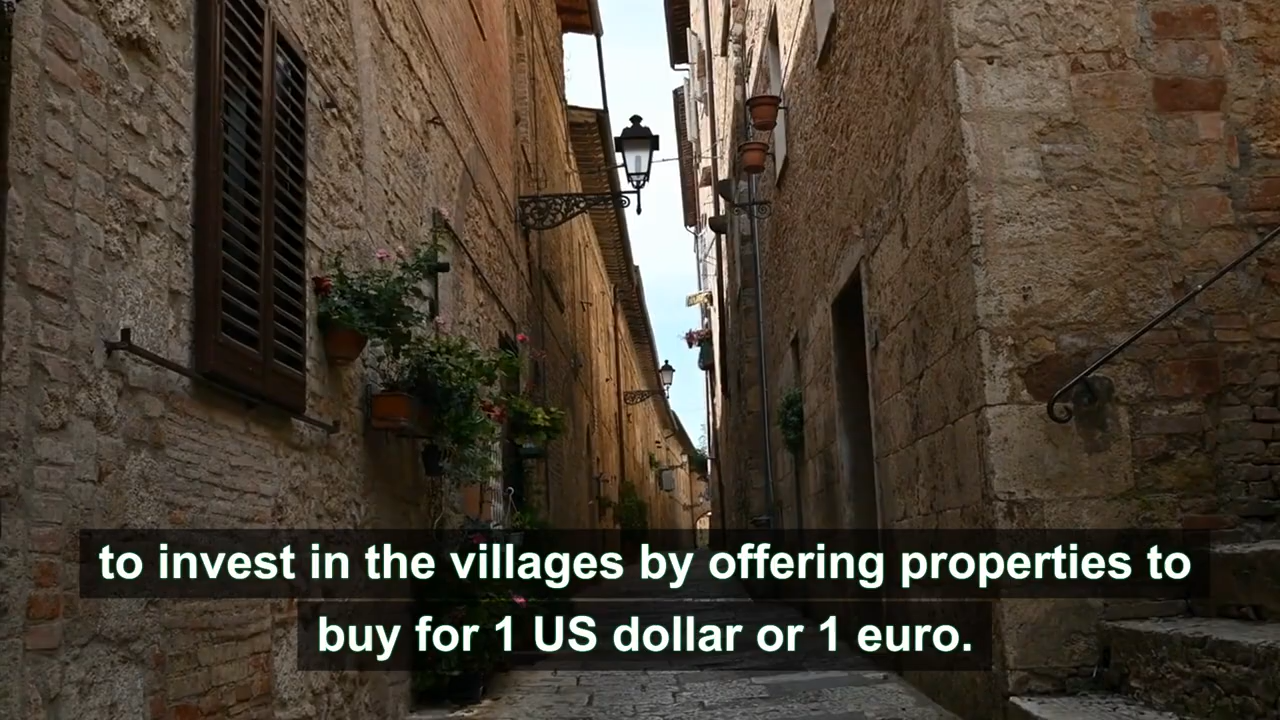 to invest in the villages by offering properties to
buy for 1 US dollar or 1 euro.